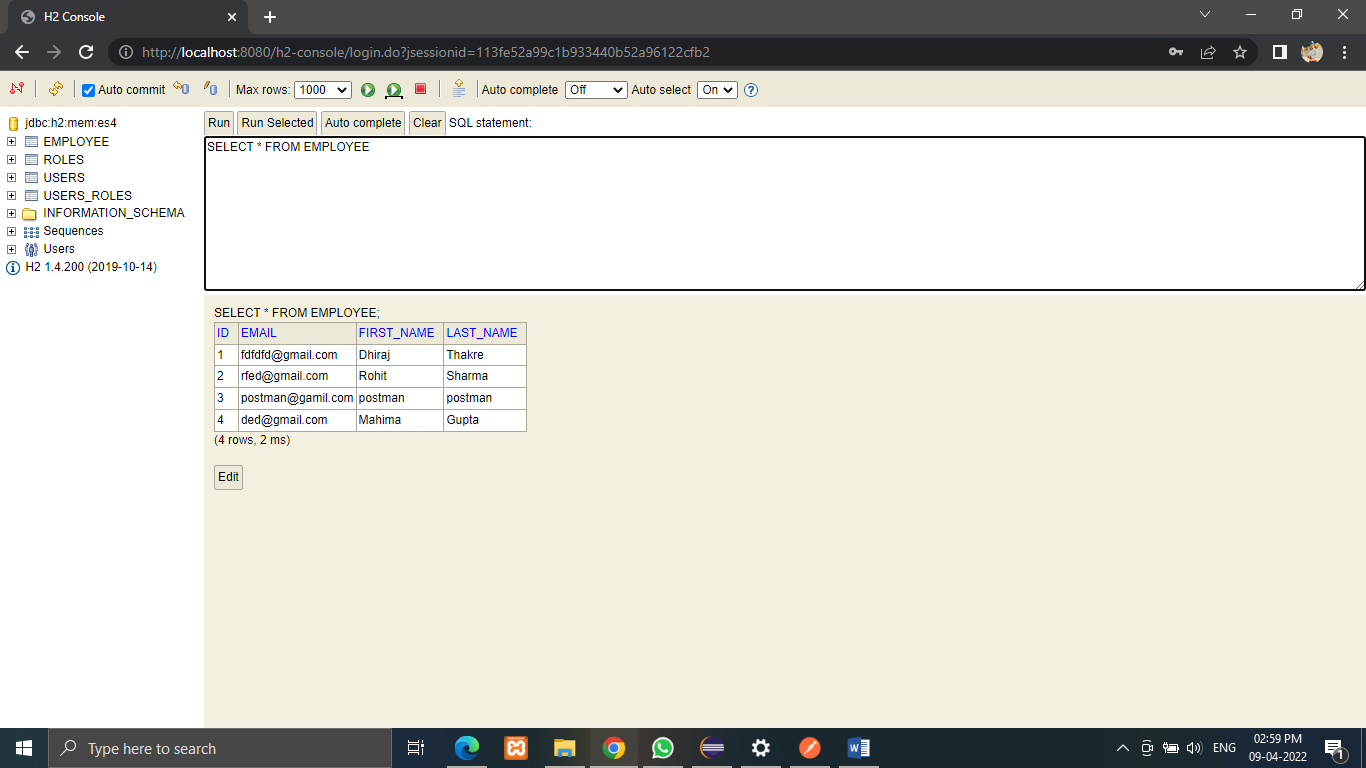 H2 Console
http://localhost:8080/h2-console/login.do?jsessionid=113fe52a99c1b933440b52a96122cfb2
Auto commit Max rows: 1000 Auto complete Off Auto select On
jdbc:h2:mem:es4
EMPLOYEE
ROLES
USERS
USERS_ROLES
INFORMATION_SCHEMA
Sequences
Users
H2 1.4.200 (2019-10-14)
Run Run Selected Auto complete Clear SQL statement:
SELECT * FROM EMPLOYEE
SELECT * FROM EMPLOYEE;
ID EMAIL FIRST_NAME LAST_NAME
1 fdfdfd@gmail.com Dhiraj Thakre
2 rfed@gmail.com Rohit Sharma
3 postman@gamil.com postman postman
4 ded@gmail.com Mahima Gupta
(4 rows, 2 ms)
Edit
Type here to search
ENG
02:59 PM
09-04-2022
1